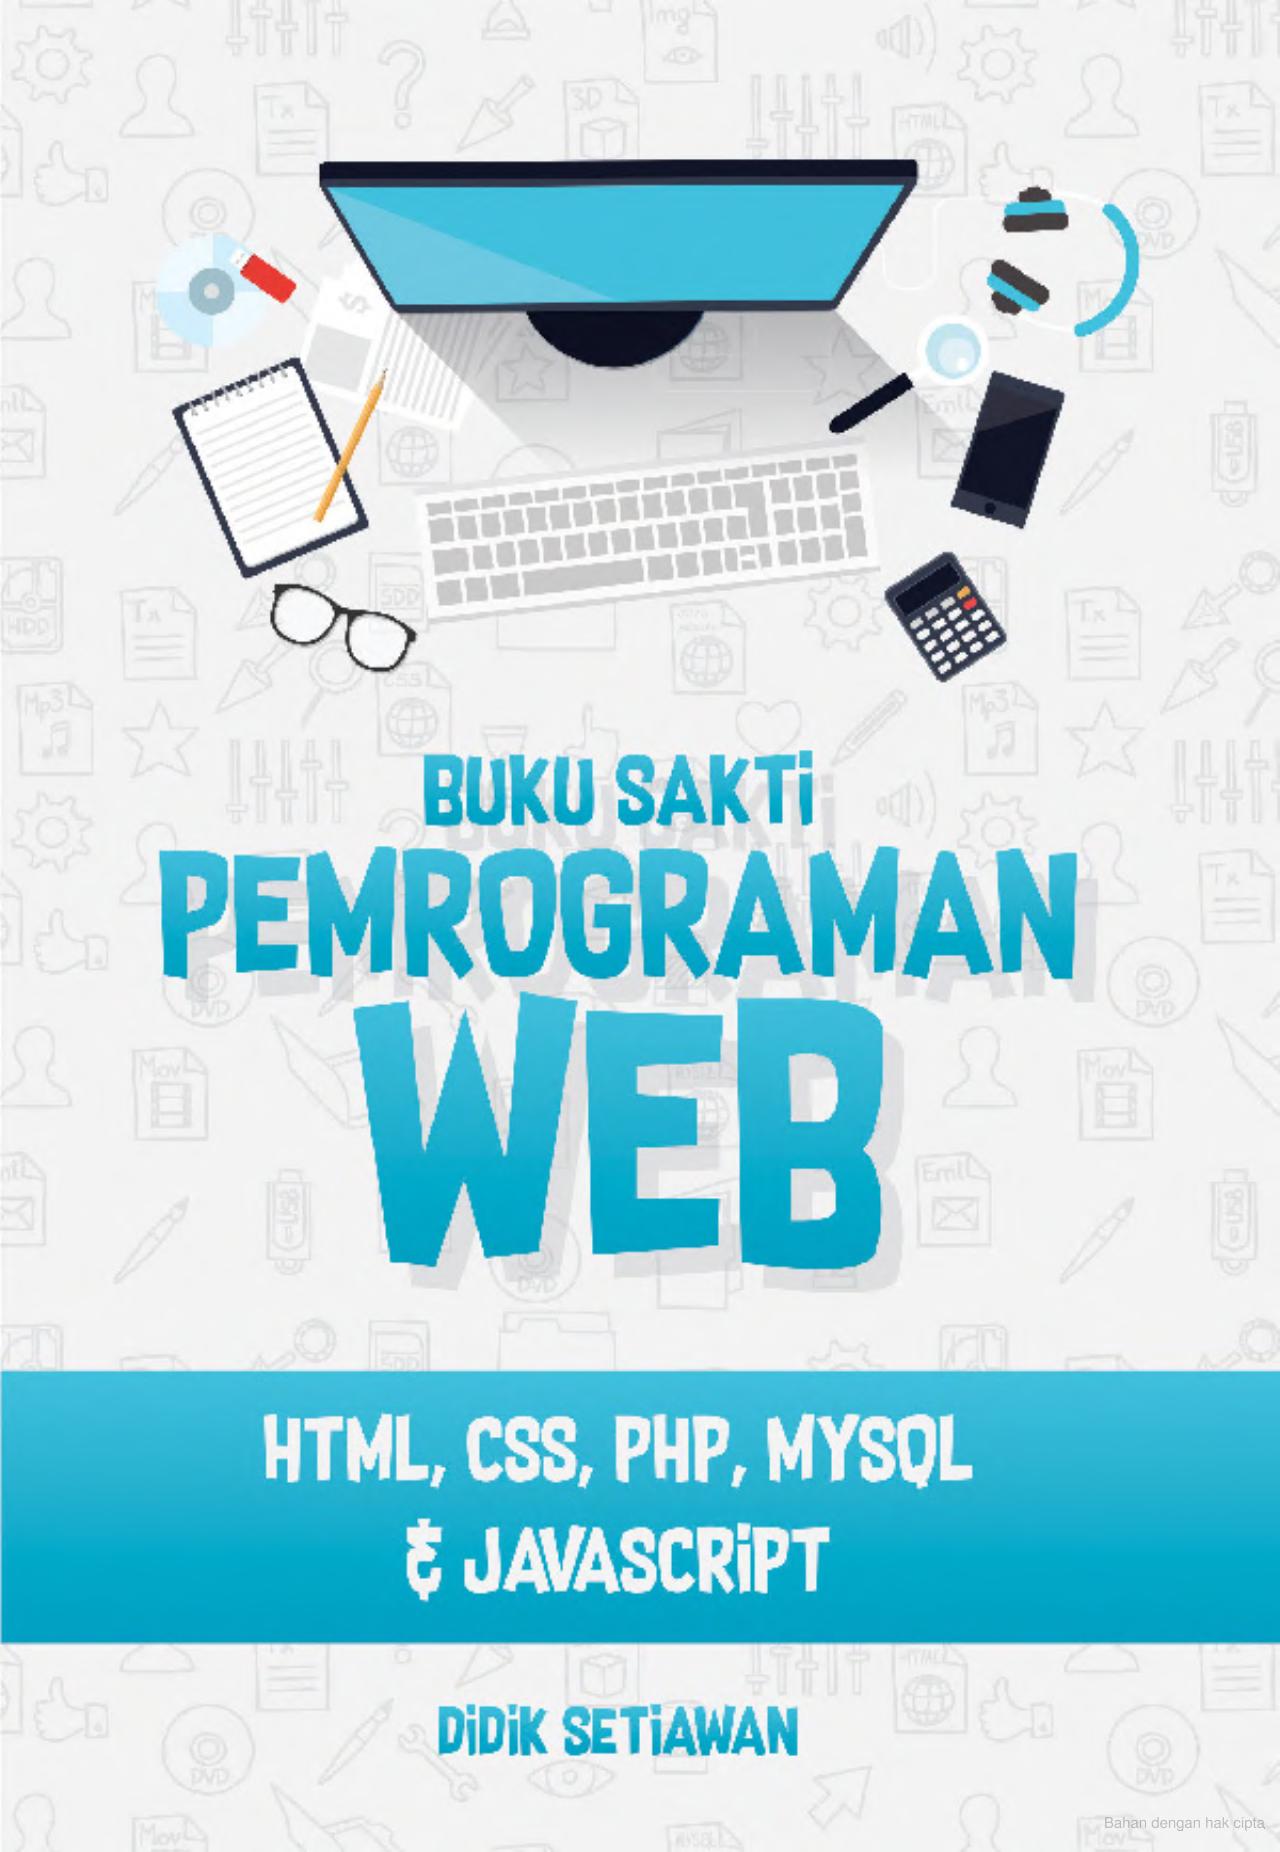 BUKU SAKTi
PEMROGRAMAN
WEB
HTML, CSS, PHP, MYSQL
& JAVASCRiPT
DiDiK SETiAWAN
Bahan dengan hak cipta